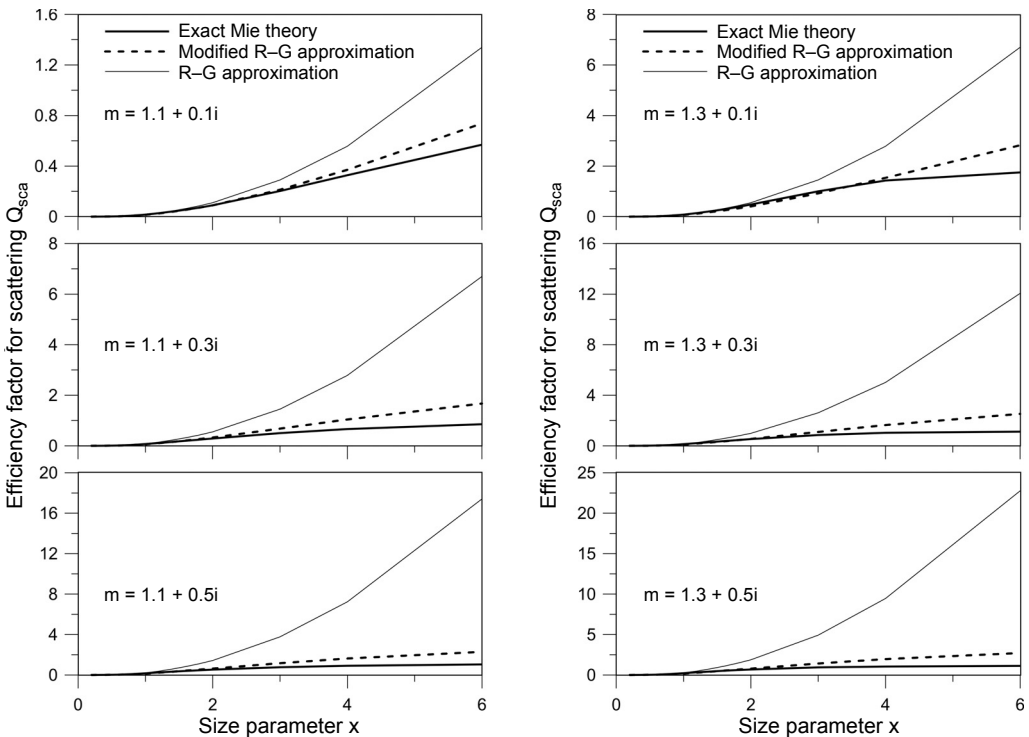 Efficiency factor for scattering Qsca
1.6
1.2
0.8
0.4
0
Exact Mie theory
Modified R–G approximation
R–G approximation
m = 1.1 + 0.1i
8
6
4
2
0
m = 1.1 + 0.3i
20
16
12
8
4
0
m = 1.1 + 0.5i
0
2
4
6
Size parameter x
Efficiency factor for scattering Qsca
8
6
4
2
0
Exact Mie theory
Modified R–G approximation
R–G approximation
m = 1.3 + 0.1i
16
12
8
4
0
m = 1.3 + 0.3i
25
20
15
10
5
0
m = 1.3 + 0.5i
0
2
4
6
Size parameter x